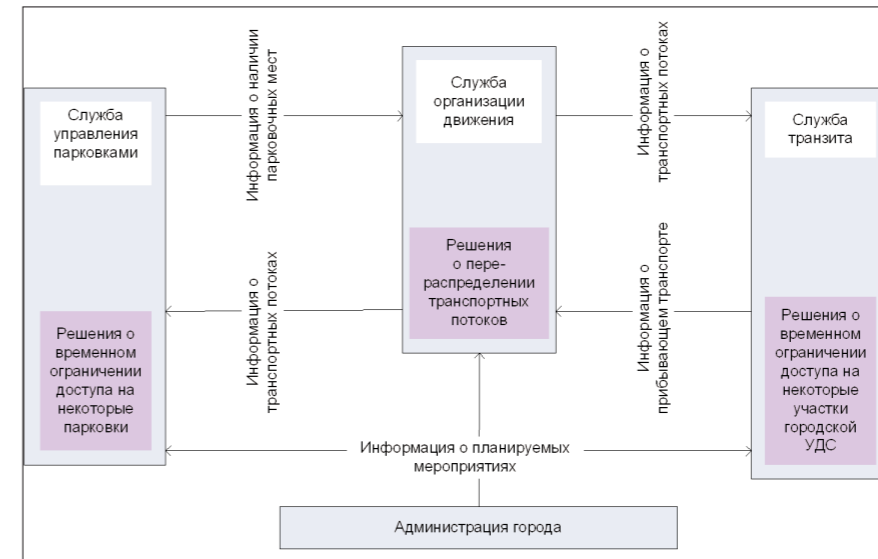 Служба
управления
парковками
Информация о наличии
парковочных мест
Служба
организации
движения
Информация о
транспортных потоках
Служба
транзита
Решения о
временном
ограничении
доступа на
некоторые
парковки
Информация о
транспортных потоках
Решения
о пере-
распределении
транспортных
потоков
Информация о
прибывающем транспорте
Решения о
временном
ограничении
доступа на
некоторые
участки
городской
УДС
Информация о планируемых
мероприятиях
Администрация города